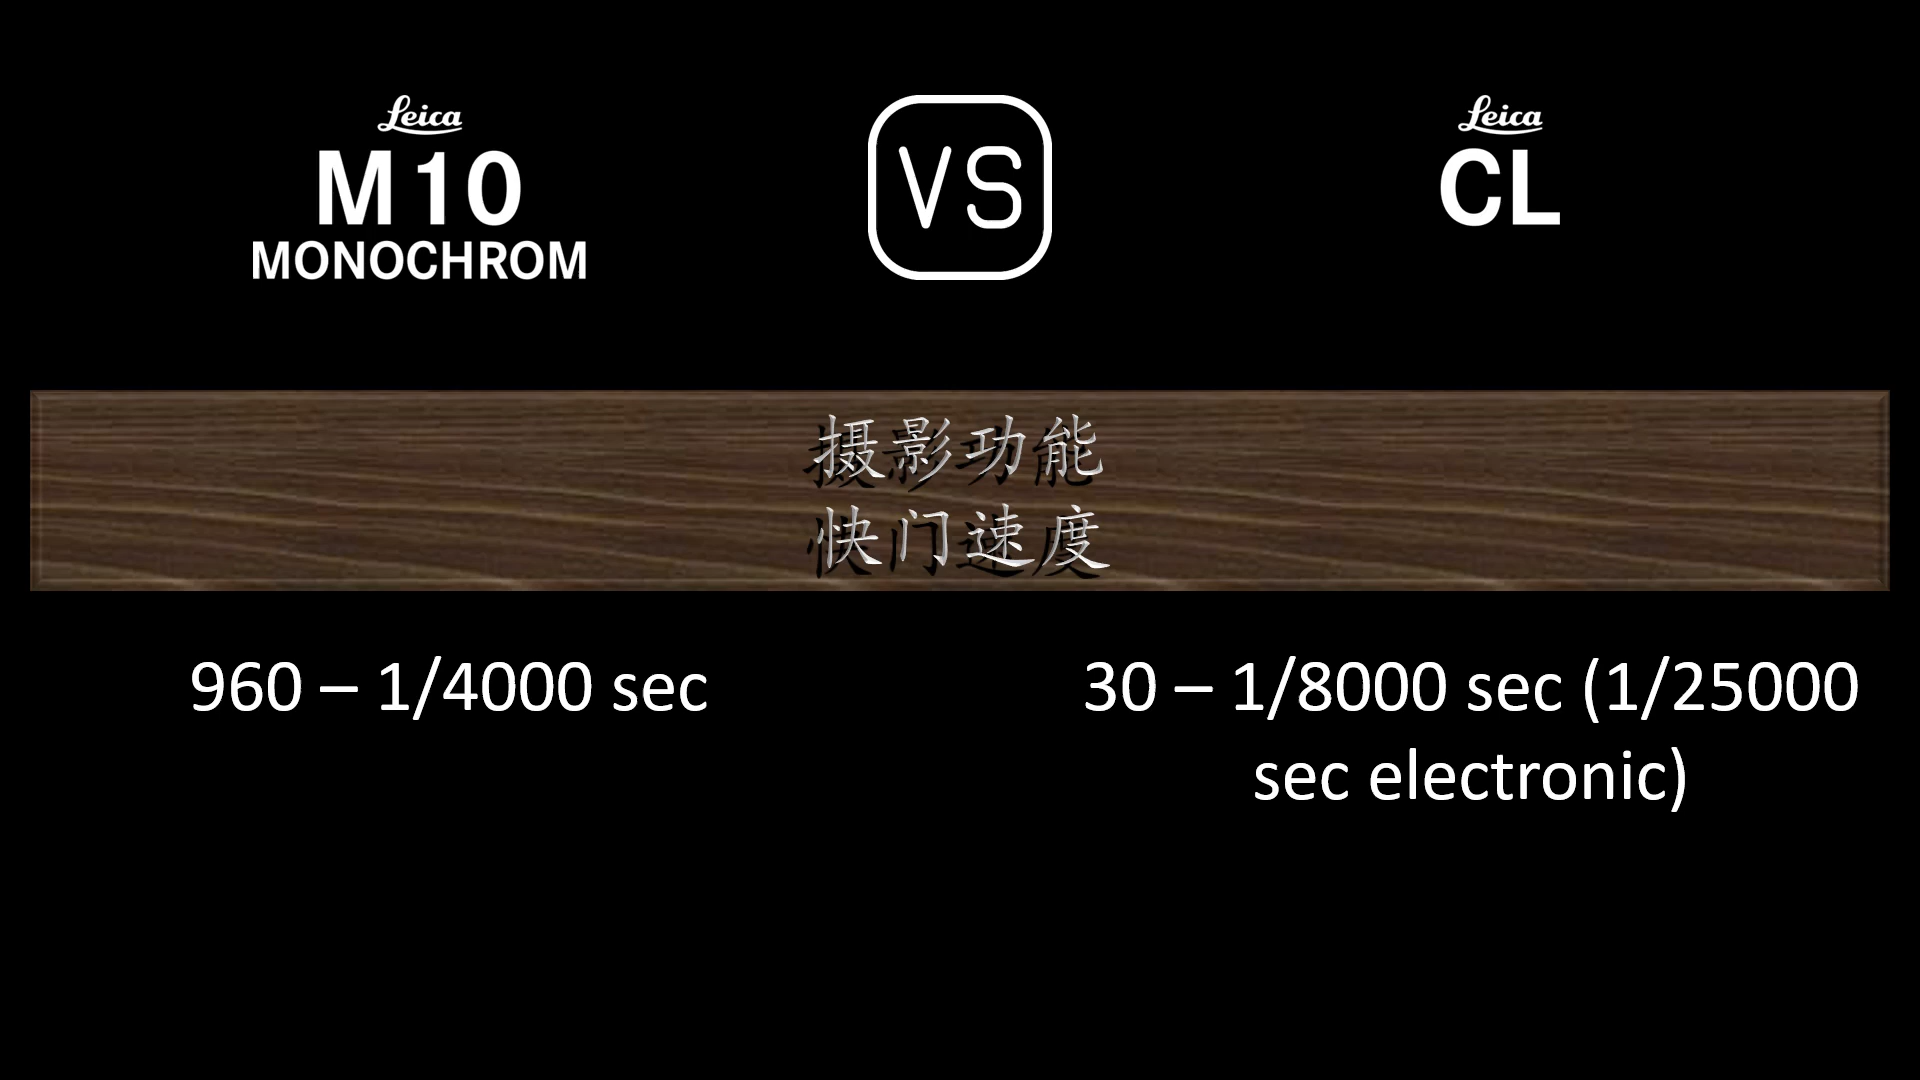 Leica
M10
MONOCHROM
VS
Leica
CL
摄影功能
快门速度
960 – 1/4000 sec
30 – 1/8000 sec (1/25000
sec electronic)